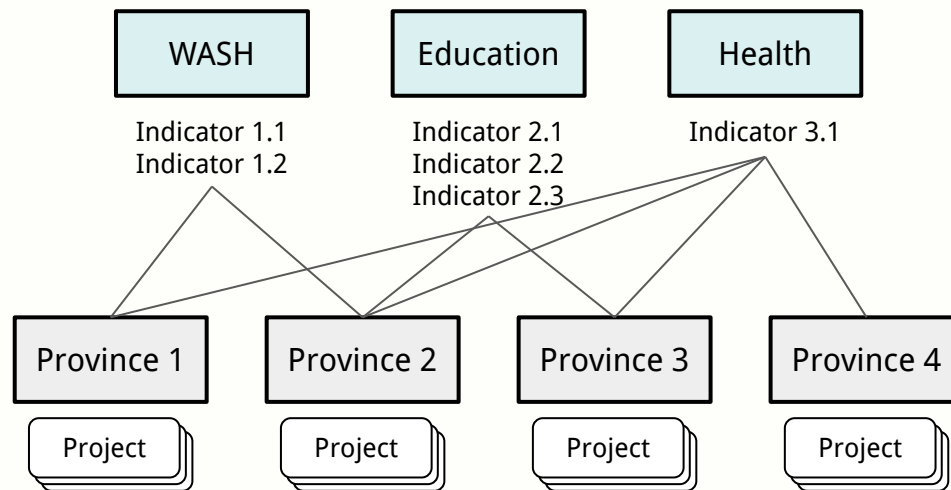 WASH
Education
Health
Indicator 1.1
Indicator 1.2
Indicator 2.1
Indicator 2.2
Indicator 2.3
Indicator 3.1
Province 1
Province 2
Province 3
Province 4
Project
Project
Project
Project